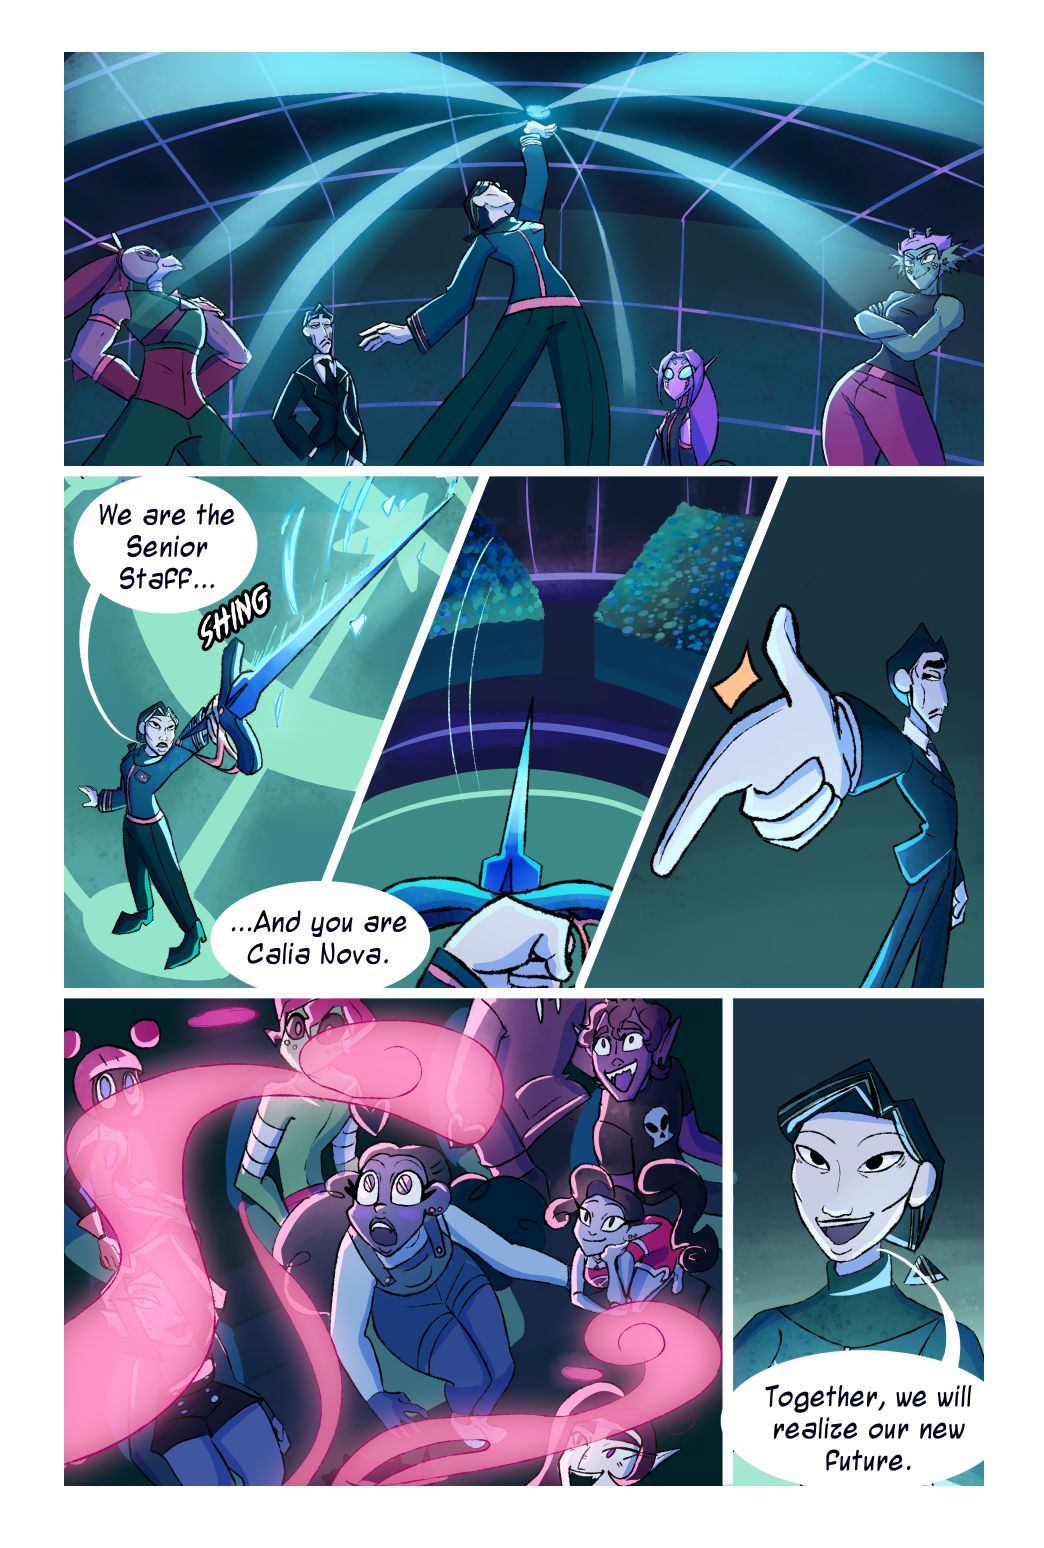 We are the
Senior
Staff...
SHING
...And you are
Calia Nova.
Together, we will
realize our new
future.